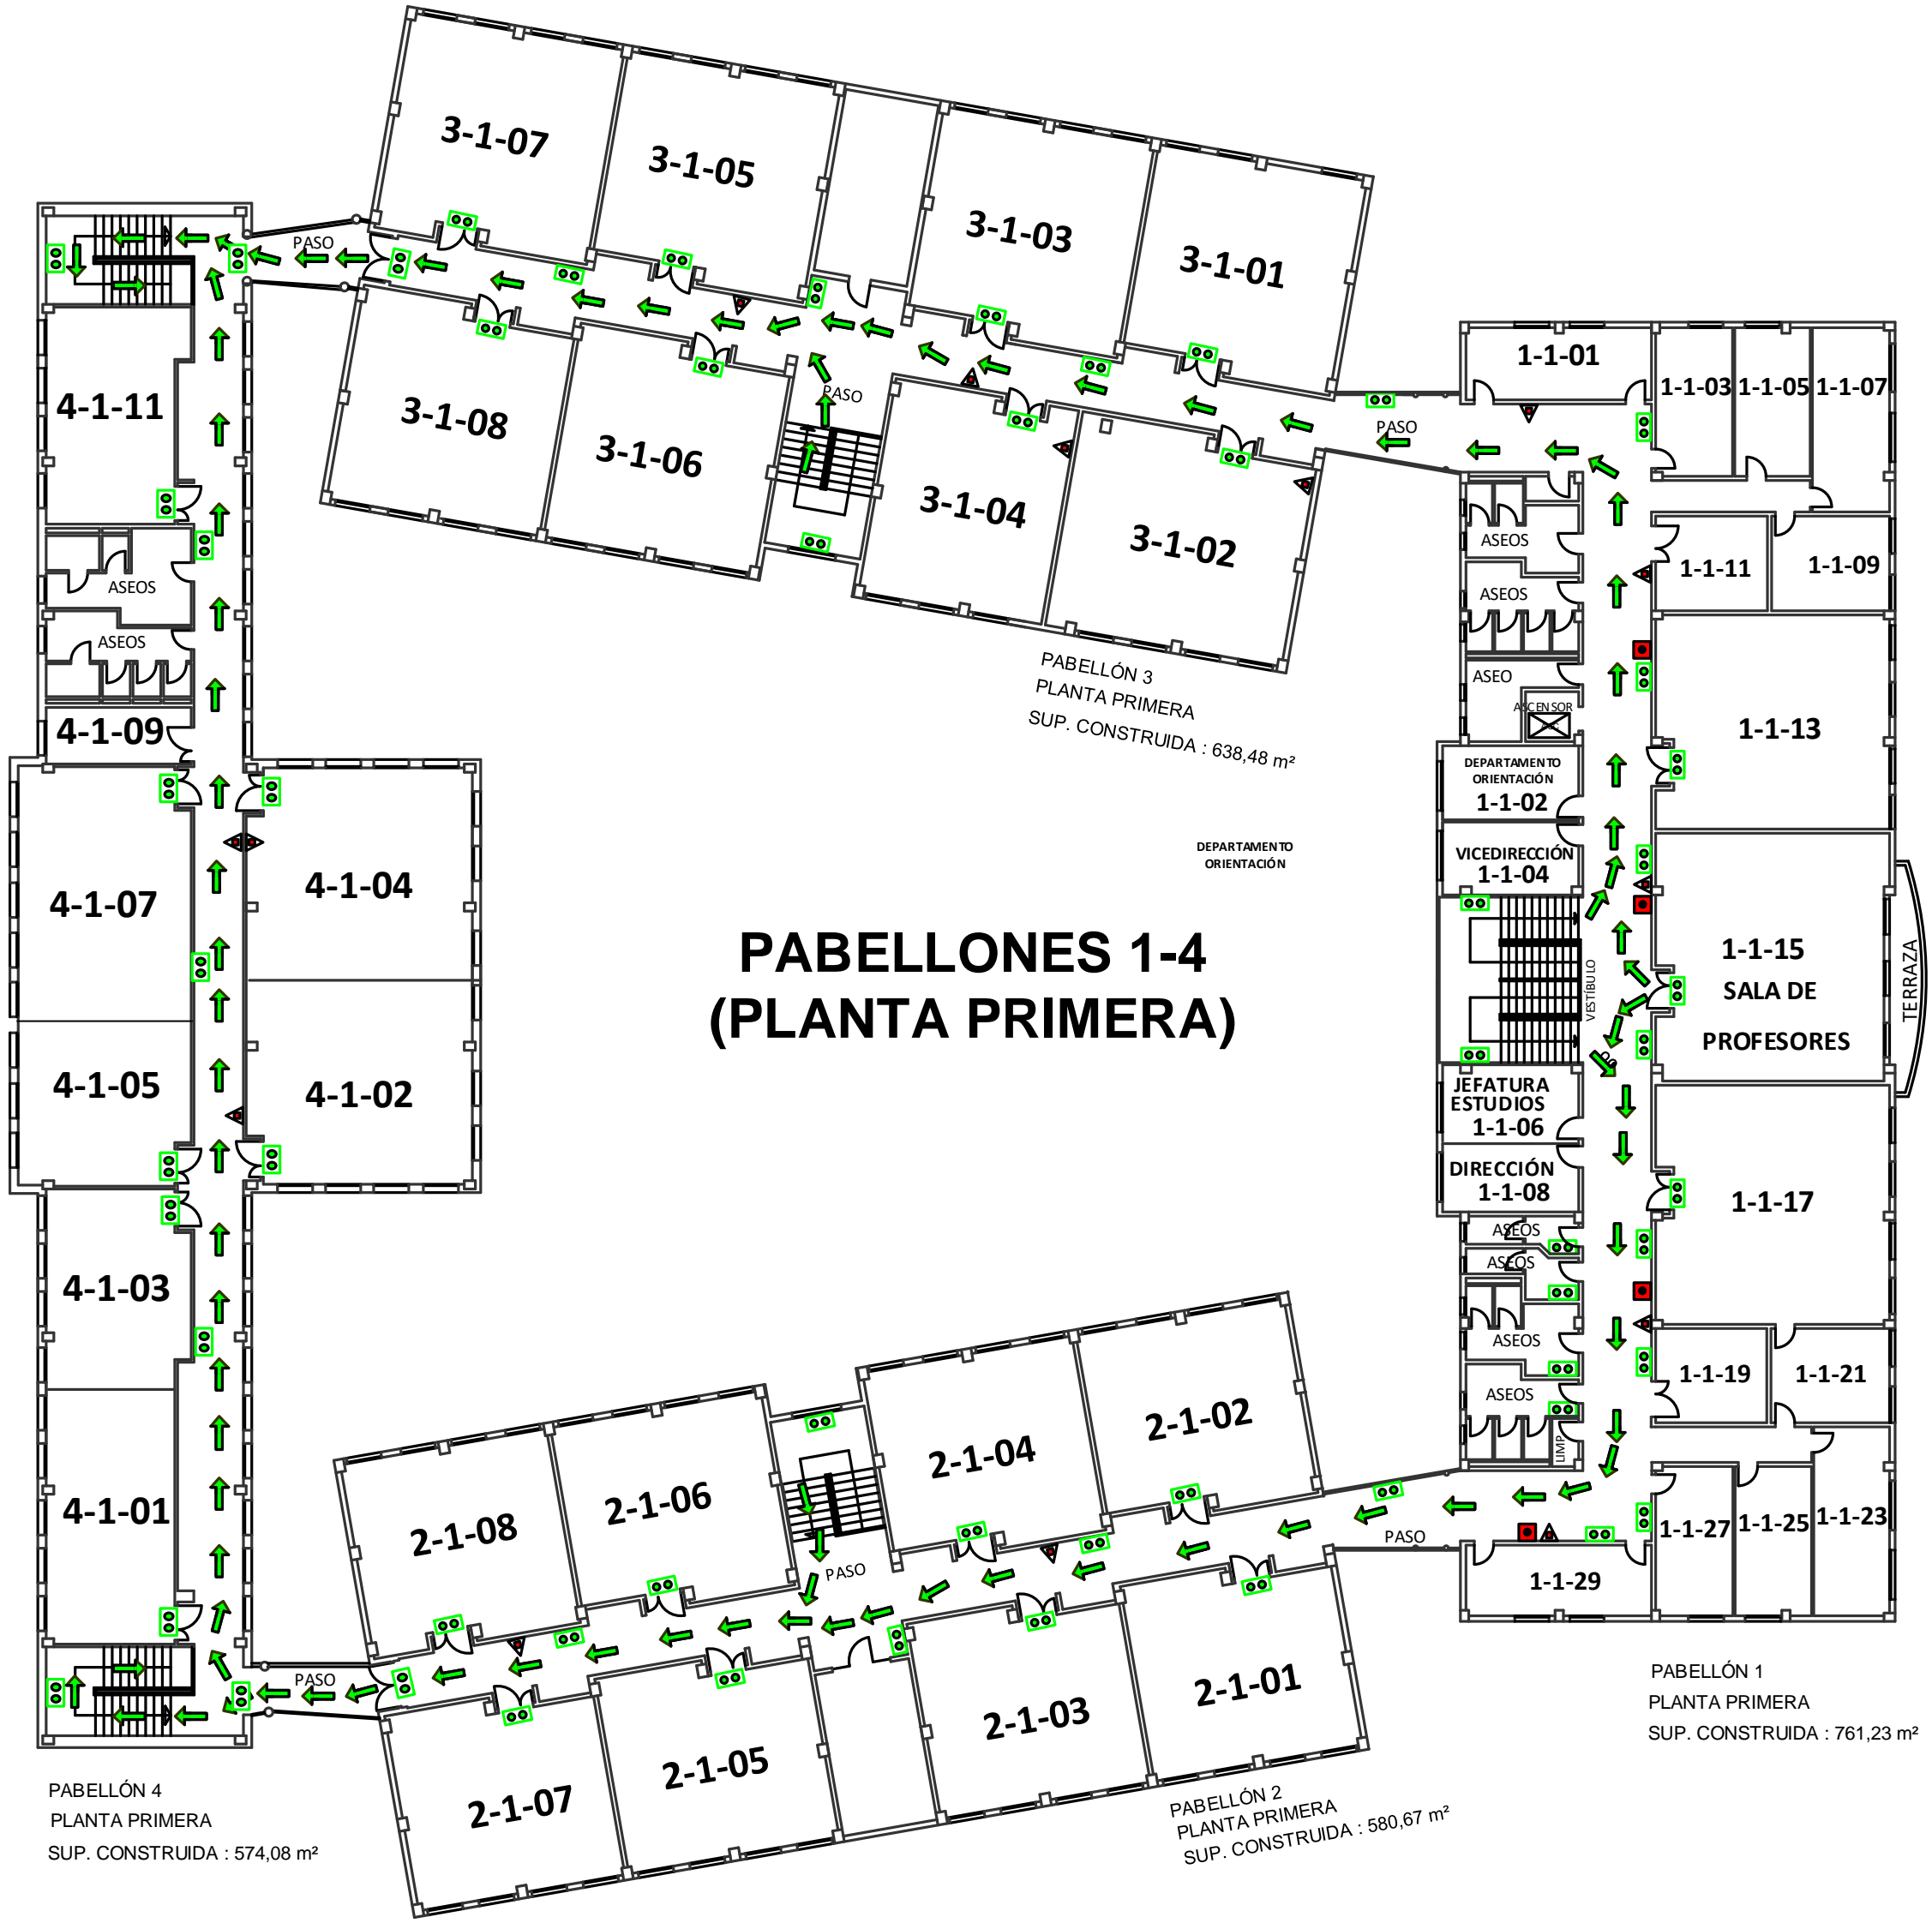 3-1-07
3-1-05
3-1-03
3-1-01
3-1-08
3-1-06
3-1-04
3-1-02
PASO
PASO
PASO
PABELLÓN 3
PLANTA PRIMERA
SUP. CONSTRUIDA : 638,48 m²
4-1-11
ASEOS
ASEOS
4-1-09
4-1-07
4-1-04
4-1-05
4-1-02
4-1-03
4-1-01
PASO
PABELLÓN 4
PLANTA PRIMERA
SUP. CONSTRUIDA : 574,08 m²
DEPARTAMENTO
ORIENTACIÓN
PABELLONES 1-4
(PLANTA PRIMERA)
1-1-01
1-1-03
1-1-05
1-1-07
ASEOS
1-1-11
1-1-09
ASEOS
ASEO
ASCENSOR
1-1-13
DEPARTAMENTO
ORIENTACIÓN
1-1-02
VICEDIRECCIÓN
1-1-04
VESTÍBULO
1-1-15
SALA DE
PROFESORES
TERRAZA
JEFATURA
ESTUDIOS
1-1-06
DIRECCIÓN
1-1-08
1-1-17
ASEOS
ASEOS
ASEOS
ASEOS
LIMP
1-1-19
1-1-21
1-1-27
1-1-25
1-1-23
1-1-29
PASO
PABELLÓN 1
PLANTA PRIMERA
SUP. CONSTRUIDA : 761,23 m²
2-1-02
2-1-04
2-1-06
2-1-08
PASO
2-1-01
2-1-03
2-1-05
2-1-07
PABELLÓN 2
PLANTA PRIMERA
SUP. CONSTRUIDA : 580,67 m²